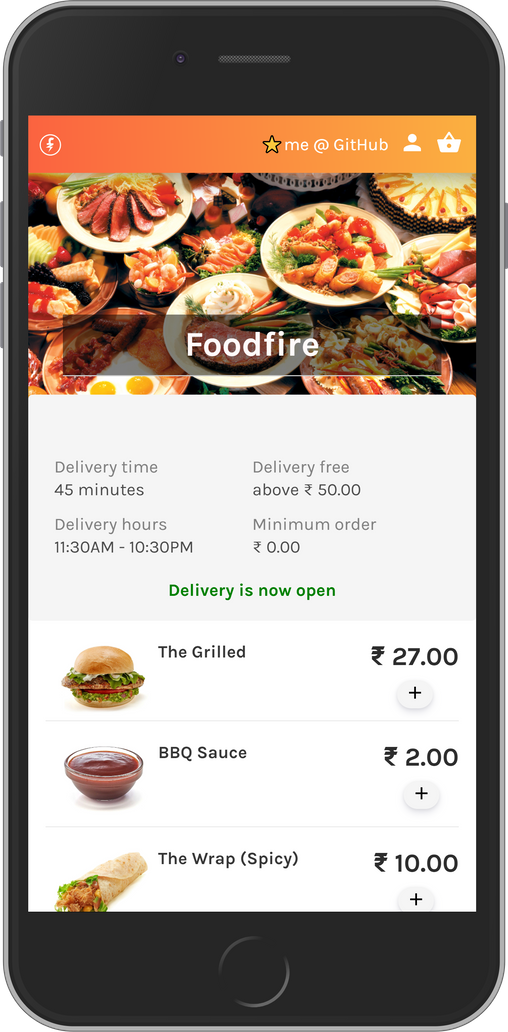 me @ GitHub
Foodfire
Delivery time
45 minutes
Delivery free
above ₹ 50.00
Delivery hours
11:30AM - 10:30PM
Minimum order
₹ 0.00
Delivery is now open
The Grilled
₹ 27.00
+
BBQ Sauce
₹ 2.00
+
The Wrap (Spicy)
₹ 10.00
+